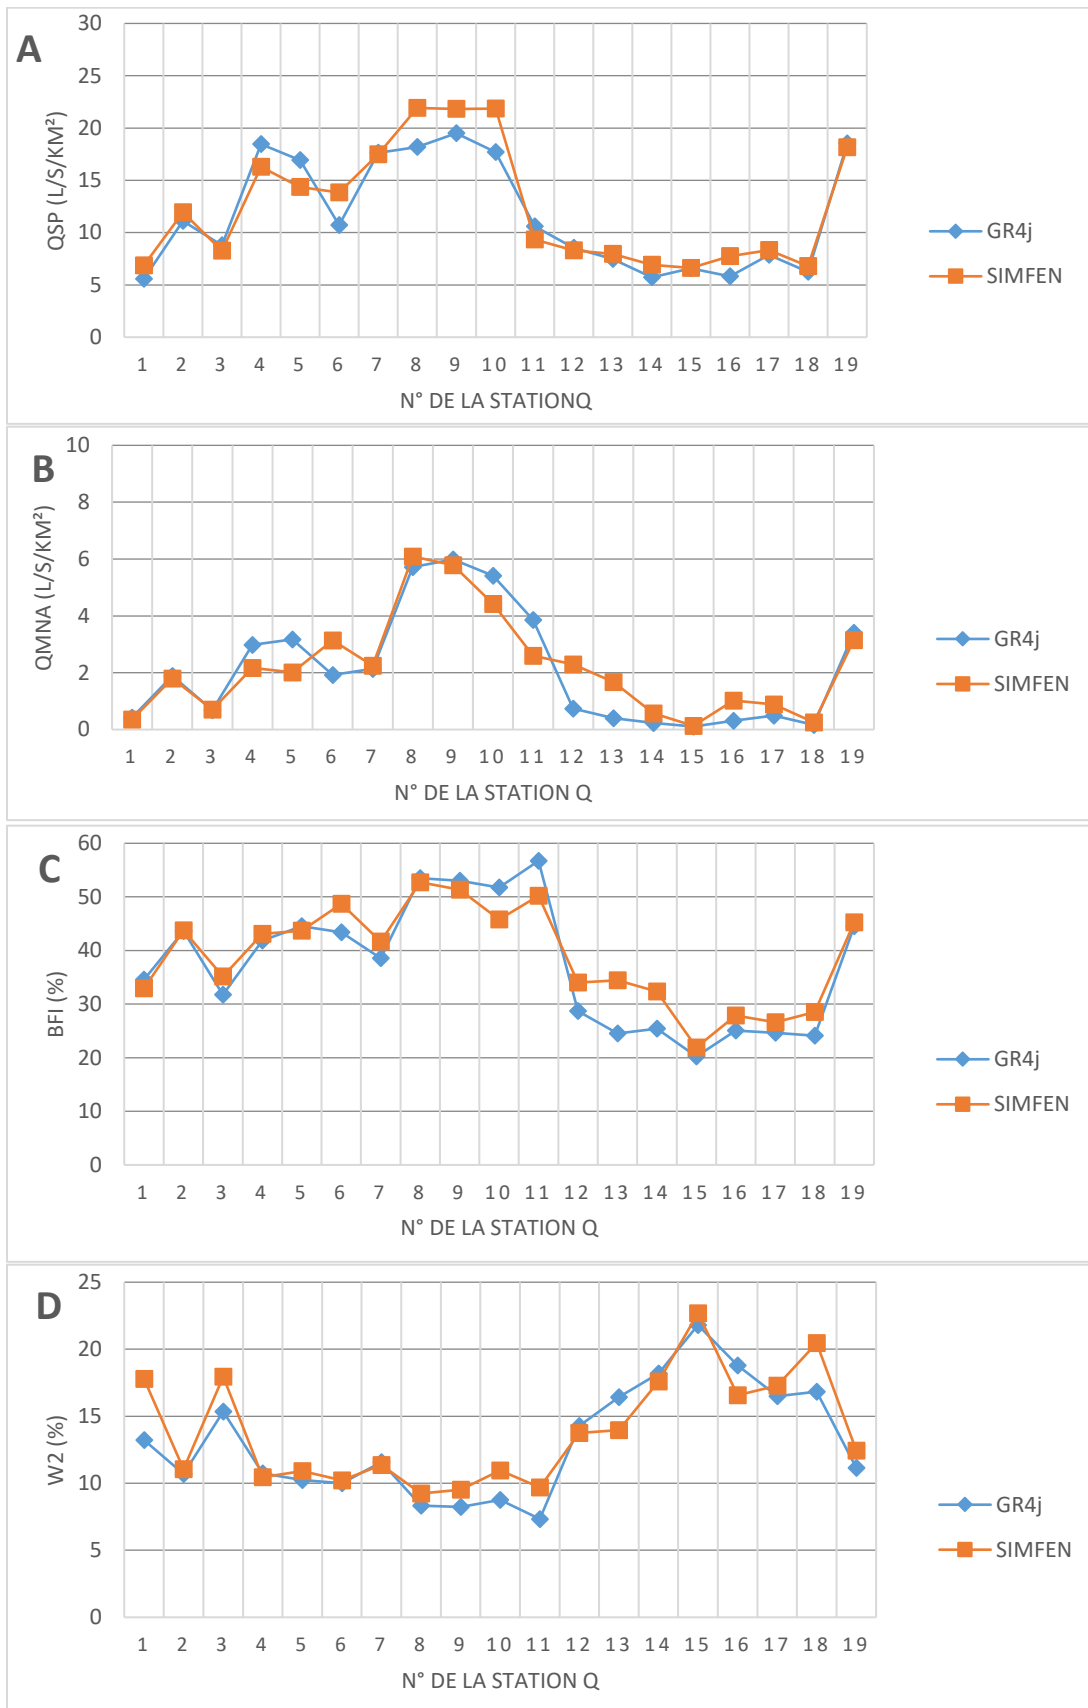 A
30
25
20
15
10
5
0
QSP (L/S/KM²)
1 2 3 4 5 6 7 8 9 10 11 12 13 14 15 16 17 18 19
N° DE LA STATIONQ
GR4j
SIMFEN
B
10
8
6
4
2
0
QMNA (L/S/KM²)
1 2 3 4 5 6 7 8 9 10 11 12 13 14 15 16 17 18 19
N° DE LA STATION Q
GR4j
SIMFEN
C
60
50
40
30
20
10
0
BFI (%)
1 2 3 4 5 6 7 8 9 10 11 12 13 14 15 16 17 18 19
N° DE LA STATION Q
GR4j
SIMFEN
D
25
20
15
10
5
0
W2 (%)
1 2 3 4 5 6 7 8 9 10 11 12 13 14 15 16 17 18 19
N° DE LA STATION Q
GR4j
SIMFEN